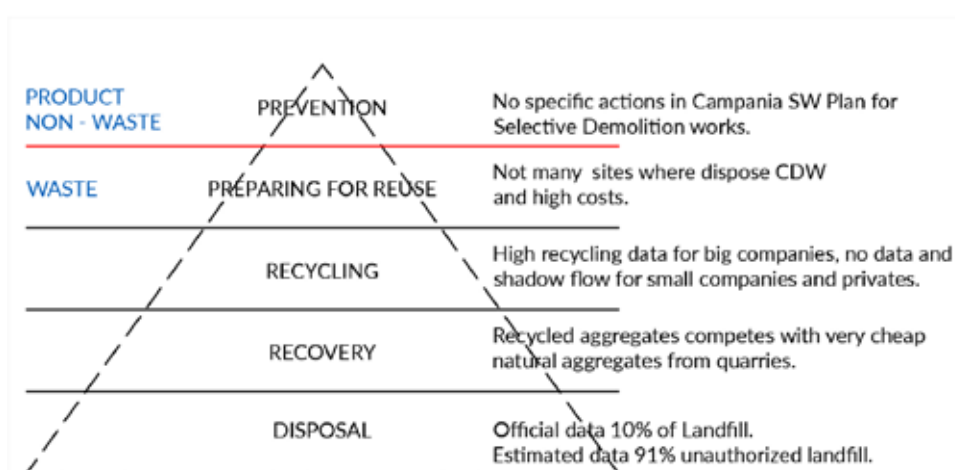 PRODUCT
NON - WASTE
PREVENTION
No specific actions in Campania SW Plan for
Selective Demolition works.
WASTE
PREPARING FOR REUSE
Not many sites where dispose CDW
and high costs.
RECYCLING
High recycling data for big companies, no data and
shadow flow for small companies and privates.
RECOVERY
Recycled aggregates competes with very cheap
natural aggregates from quarries.
DISPOSAL
Official data 10% of Landfill.
Estimated data 91% unauthorized landfill.